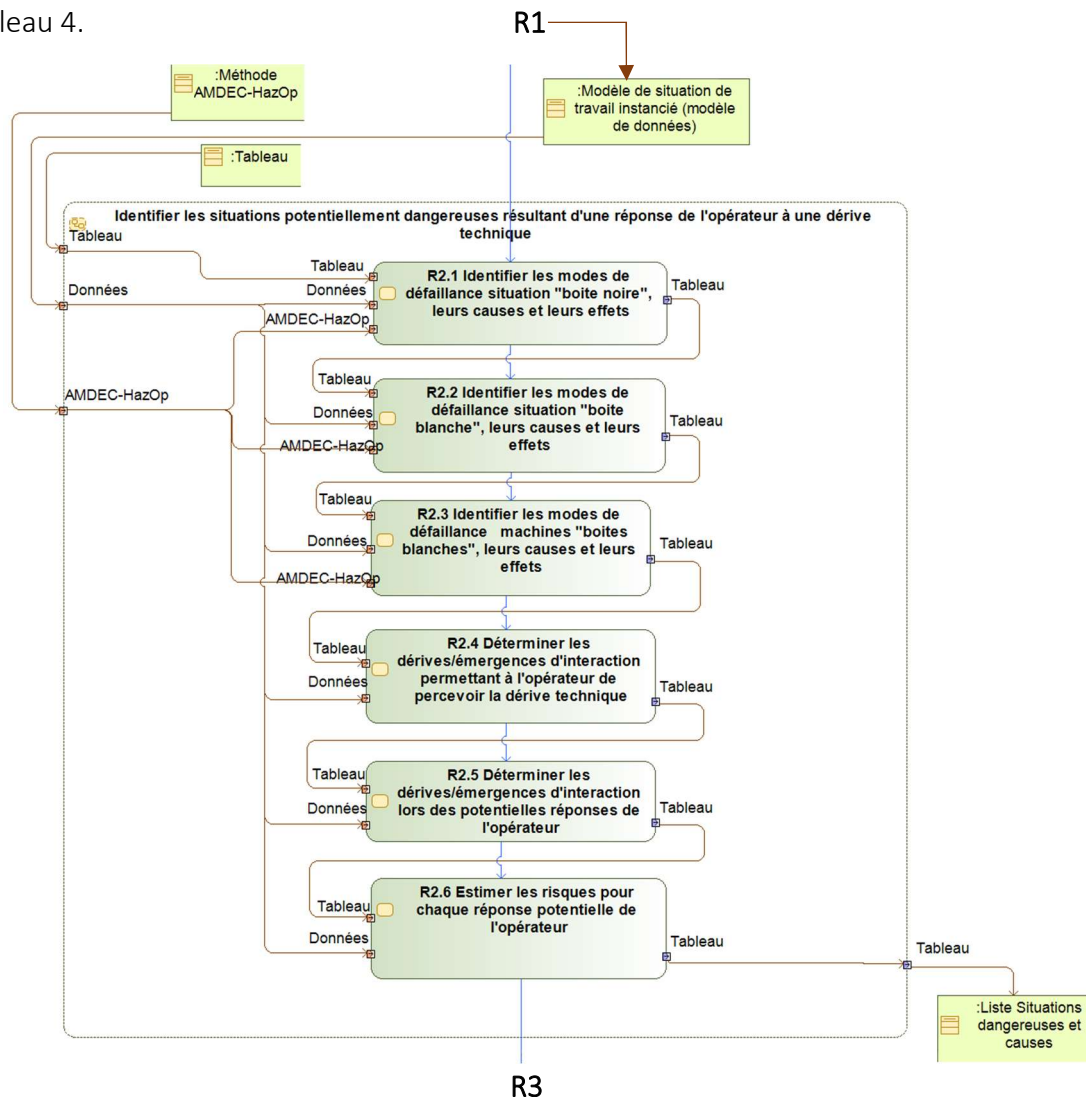 leau 4.
R1
:Méthode
AMDEC-HazOp
:Modèle de situation de
travail instancié (modèle
de données)
:Tableau
Identifier les situations potentiellement dangereuses résultant d'une réponse de l'opérateur à une dérive
technique
Tableau
Tableau
R2.1 Identifier les modes de
défaillance situation "boite noire",
leurs causes et leurs effets
Tableau
Données
Données
AMDEC-HazOp
AMDEC-HazOp
Tableau
R2.2 Identifier les modes de
défaillance situation "boite
blanche", leurs causes et leurs
effets
Tableau
Données
AMDEC-HazOp
Tableau
R2.3 Identifier les modes de
défaillance machines "boites
blanches", leurs causes et leurs
effets
Tableau
Données
AMDEC-HazOp
R2.4 Déterminer les
dérives/émergences d'interaction
permettant à l'opérateur de
percevoir la dérive technique
Tableau
Données
Tableau
R2.5 Déterminer les
dérives/émergences d'interaction
lors des potentielles réponses de
l'opérateur
Tableau
Données
Tableau
R2.6 Estimer les risques pour
chaque réponse potentielle de
l'opérateur
Tableau
Données
Tableau
Tableau
:Liste Situations
dangereuses et
causes
R3